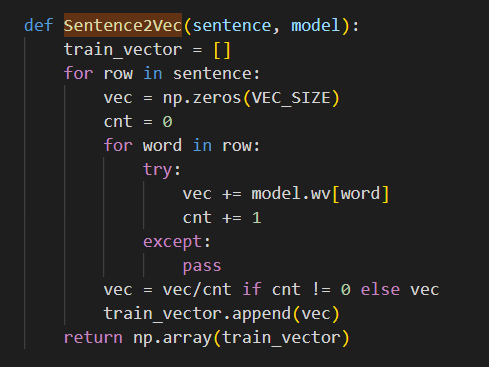 def Sentence2Vec(sentence, model):
    train_vector = []
    for row in sentence:
        vec = np.zeros(VEC_SIZE)
        cnt = 0
        for word in row:
            try:
                vec += model.wv[word]
                cnt += 1
            except:
                pass
        vec = vec/cnt if cnt != 0 else vec
        train_vector.append(vec)
    return np.array(train_vector)